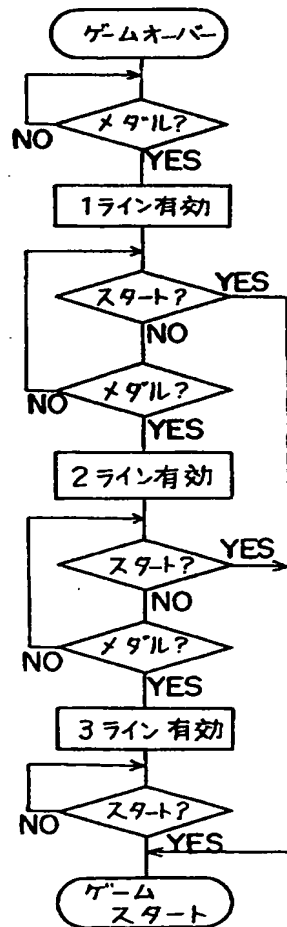 ゲームオーバー
メダル?
NO
YES
1ライン有効
スタート?
YES
NO
メダル?
NO
YES
2ライン有効
スタート?
YES
NO
メダル?
NO
YES
3ライン有効
スタート?
NO
YES
ゲーム
スタート